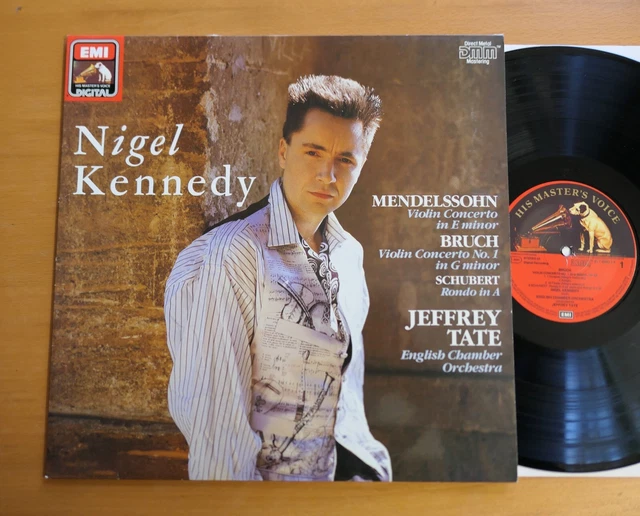 EMI
HIS MASTER'S VOICE
DIGITAL
Direct Metal
DMM
Mastering
Nigel
Kennedy
MENDELSSOHN
Violin Concerto
in E minor
BRUCH
Violin Concerto No. 1
in G minor
SCHUBERT
Rondo in A
JEFFREY
TATE
English Chamber
Orchestra
HIS MASTER'S VOICE
1
EMI